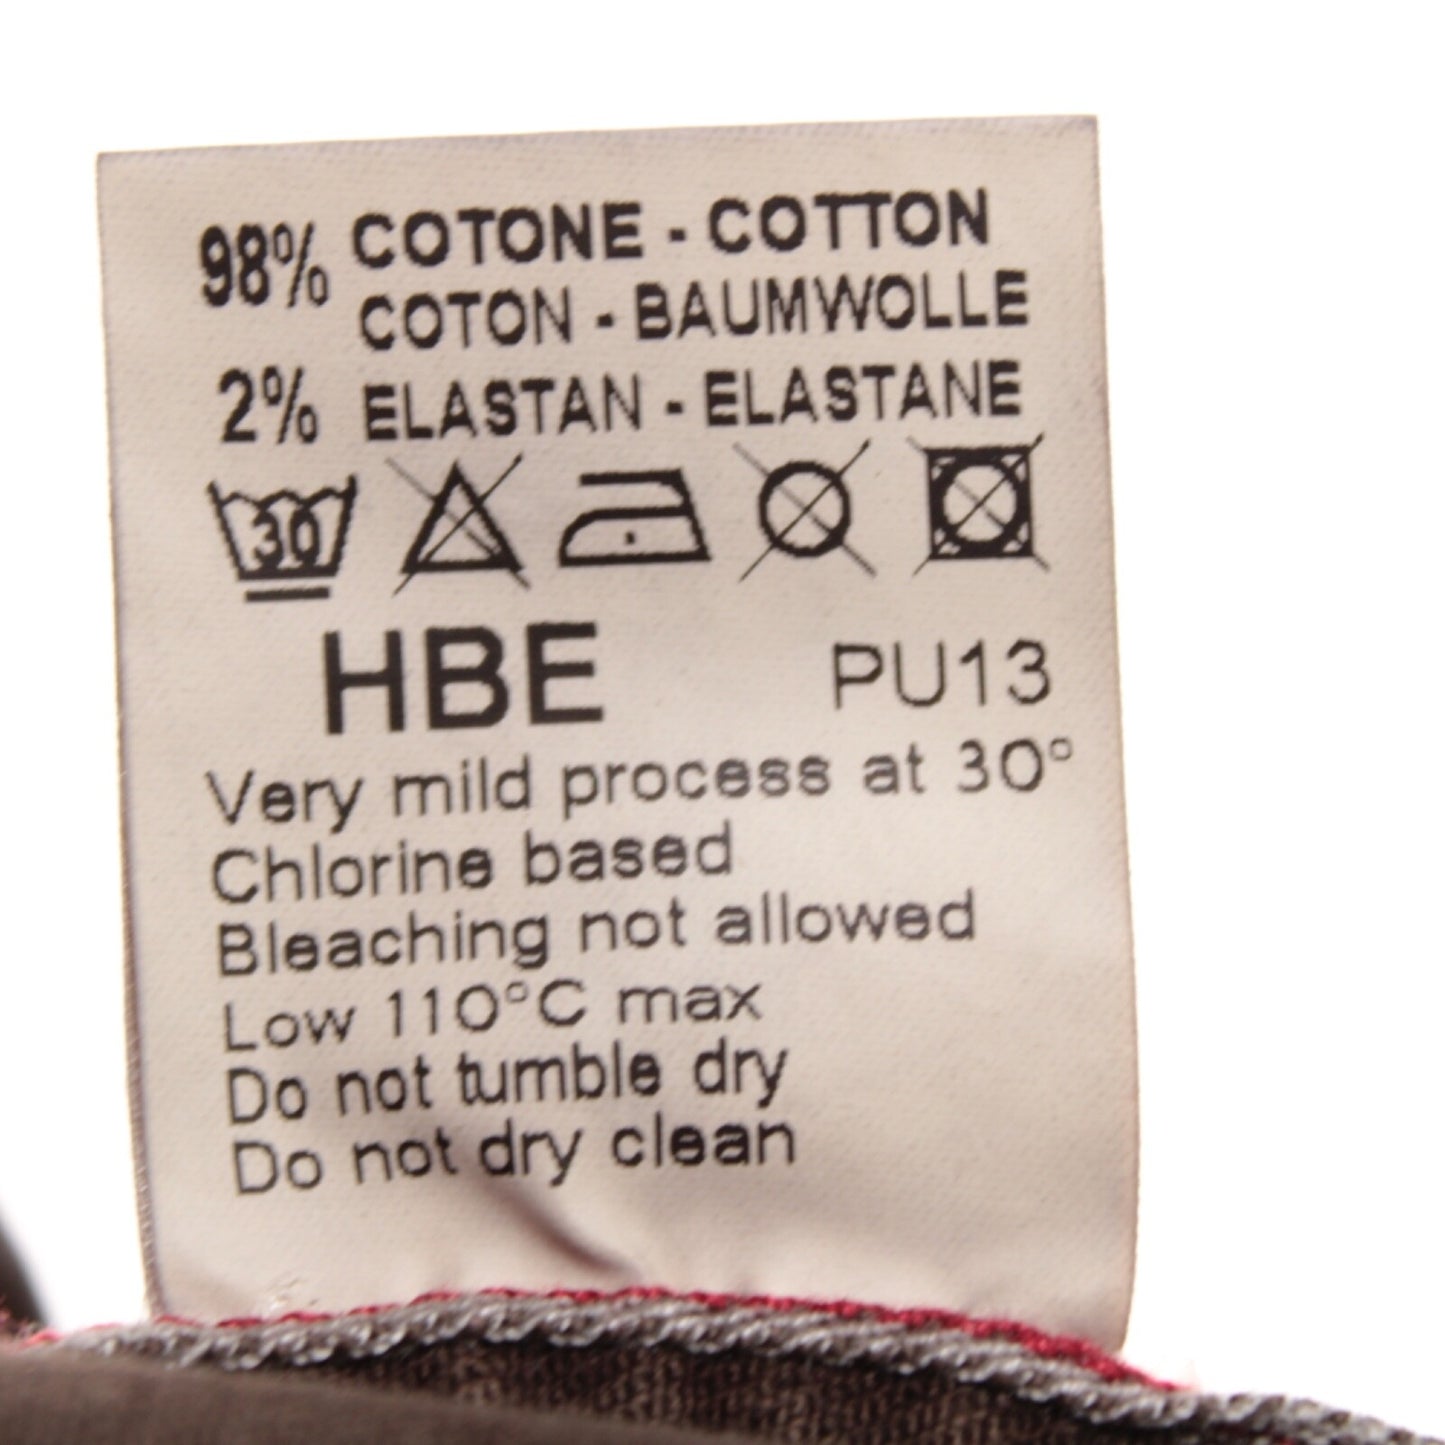 98% COTONE - COTTON
COTON - BAUMWOLLE
2% ELASTAN - ELASTANE
30
HBE PU13
Very mild process at 30°
Chlorine based
Bleaching not allowed
Low 110°C max
Do not tumble dry
Do not dry clean